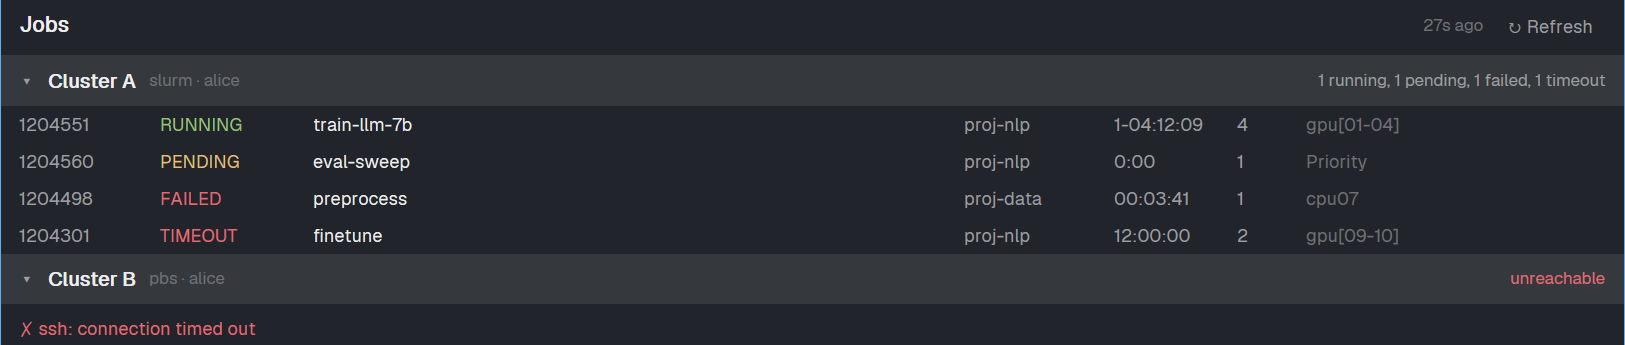 Jobs 27s ago ↻ Refresh
▾ Cluster A slurm · alice 1 running, 1 pending, 1 failed, 1 timeout
1204551 RUNNING train-llm-7b proj-nlp 1-04:12:09 4 gpu[01-04]
1204560 PENDING eval-sweep proj-nlp 0:00 1 Priority
1204498 FAILED preprocess proj-data 00:03:41 1 cpu07
1204301 TIMEOUT finetune proj-nlp 12:00:00 2 gpu[09-10]
▾ Cluster B pbs · alice unreachable
✗ ssh: connection timed out